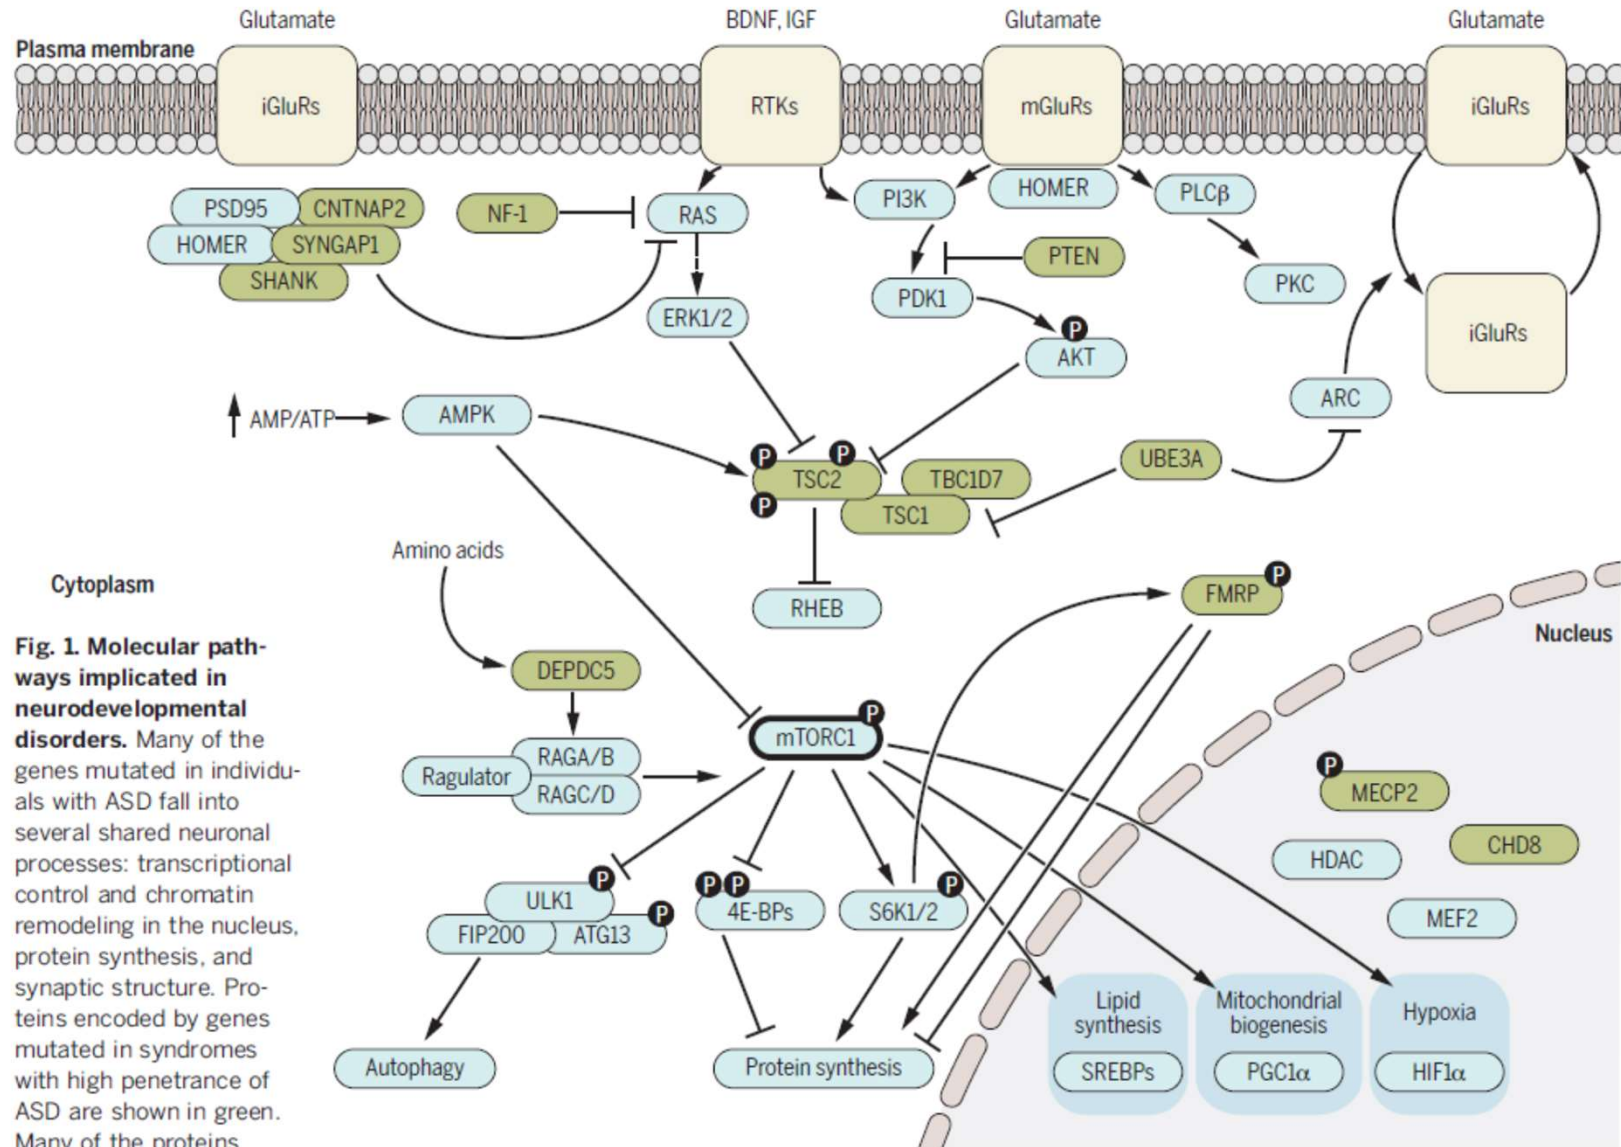 Glutamate
BDNF, IGF
Glutamate
Glutamate
Plasma membrane
iGluRs
RTKs
mGluRs
iGluRs
PSD95
CNTNAP2
HOMER
SYNGAP1
SHANK
NF-1
RAS
PI3K
HOMER
PLCβ
PTEN
PKC
PDK1
ERK1/2
P
AKT
iGluRs
ARC
AMP/ATP
AMPK
P
P
TSC2
P
TBC1D7
TSC1
UBE3A
Amino acids
RHEB
P
FMRP
Cytoplasm
Nucleus
Fig. 1. Molecular path-
ways implicated in
neurodevelopmental
disorders. Many of the
genes mutated in individu-
als with ASD fall into
several shared neuronal
processes: transcriptional
control and chromatin
remodeling in the nucleus,
protein synthesis, and
synaptic structure. Pro-
teins encoded by genes
mutated in syndromes
with high penetrance of
ASD are shown in green.
Many of the proteins
DEPDC5
RAGA/B
Ragulator
RAGC/D
P
mTORC1
P
MECP2
CHD8
HDAC
MEF2
P
ULK1
P
FIP200
ATG13
P P
4E-BPs
P
S6K1/2
Lipid
synthesis
SREBPs
Mitochondrial
biogenesis
PGC1α
Hypoxia
HIF1α
Autophagy
Protein synthesis